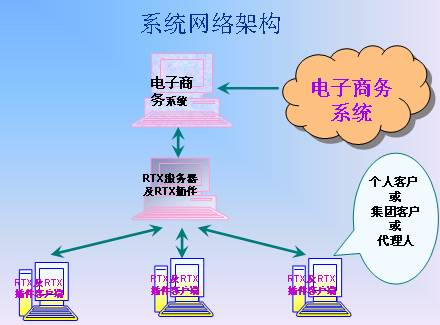 系统网络架构
电子商
务系统
电子商务
系统
RTX服务器
及RTX插件
个人客户
或
集团客户
或
代理人
RTX及RTX
插件客户端
RTX及RTX
插件客户端
RTX及RTX
插件客户端